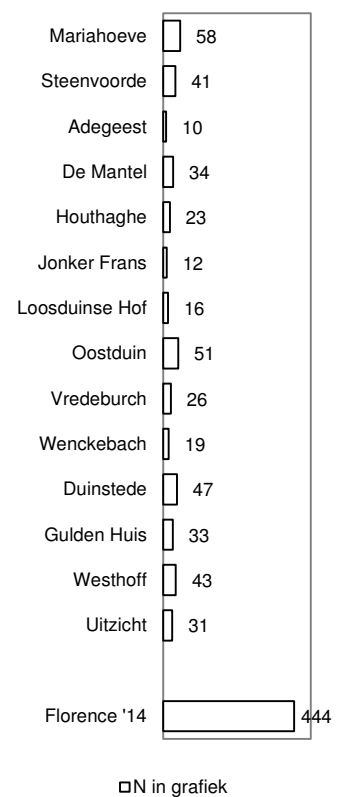 Mariahoeve 58
Steenvoorde 41
Adegeest 10
De Mantel 34
Houthaghe 23
Jonker Frans 12
Loosduinse Hof 16
Oostduin 51
Vredeburch 26
Wenckebach 19
Duinstede 47
Gulden Huis 33
Westhoff 43
Uitzicht 31
Florence '14 444
N in grafiek